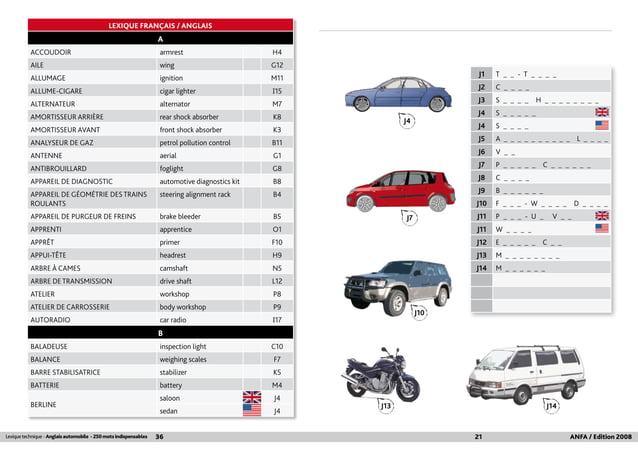 LEXIQUE FRANÇAIS / ANGLAIS
A
ACCOUDOIR armrest H4
AILE wing G12
ALLUMAGE ignition M11
ALLUME-CIGARE cigar lighter I15
ALTERNATEUR alternator M7
AMORTISSEUR ARRIÈRE rear shock absorber K8
AMORTISSEUR AVANT front shock absorber K3
ANALYSEUR DE GAZ petrol pollution control B11
ANTENNE aerial G1
ANTIBROUILLARD foglight G8
APPAREIL DE DIAGNOSTIC automotive diagnostics kit B8
APPAREIL DE GÉOMÉTRIE DES TRAINS steering alignment rack B4
ROULANTS
APPAREIL DE PURGEUR DE FREINS brake bleeder B5
APPRENTI apprentice O1
APPRÊT primer F10
APPUI-TÊTE headrest H9
ARBRE À CAMES camshaft N5
ARBRE DE TRANSMISSION drive shaft L12
ATELIER workshop P8
ATELIER DE CARROSSERIE body workshop P9
AUTORADIO car radio I17
B
BALADEUSE inspection light C10
BALANCE weighing scales F7
BARRE STABILISATRICE stabilizer K5
BATTERIE battery M4
BERLINE saloon J4
sedan J4
Lexique technique - Anglais automobile - 250 mots indispensables 36
J4
J7
J10
J13
J14
J1 T _ _ - T _ _ _ _
J2 C _ _ _ _
J3 S _ _ _ _ H _ _ _ _ _ _ _ _ _
J4 S _ _ _ _ _
J4 S _ _ _ _
J5 A _ _ _ _ _ _ _ _ _ _ L _ _ _ _
J6 V _ _
J7 P _ _ _ _ _ C _ _ _ _ _ _ _
J8 C _ _ _ _
J9 B _ _ _ _ _ _
J10 F _ _ _ - W _ _ _ _ D _ _ _ _
J11 P _ _ _ - U _ V _ _
J11 W _ _ _ _
J12 E _ _ _ _ _ C _ _
J13 M _ _ _ _ _ _ _ _
J14 M _ _ _ _ _ _
21 ANFA / Edition 2008